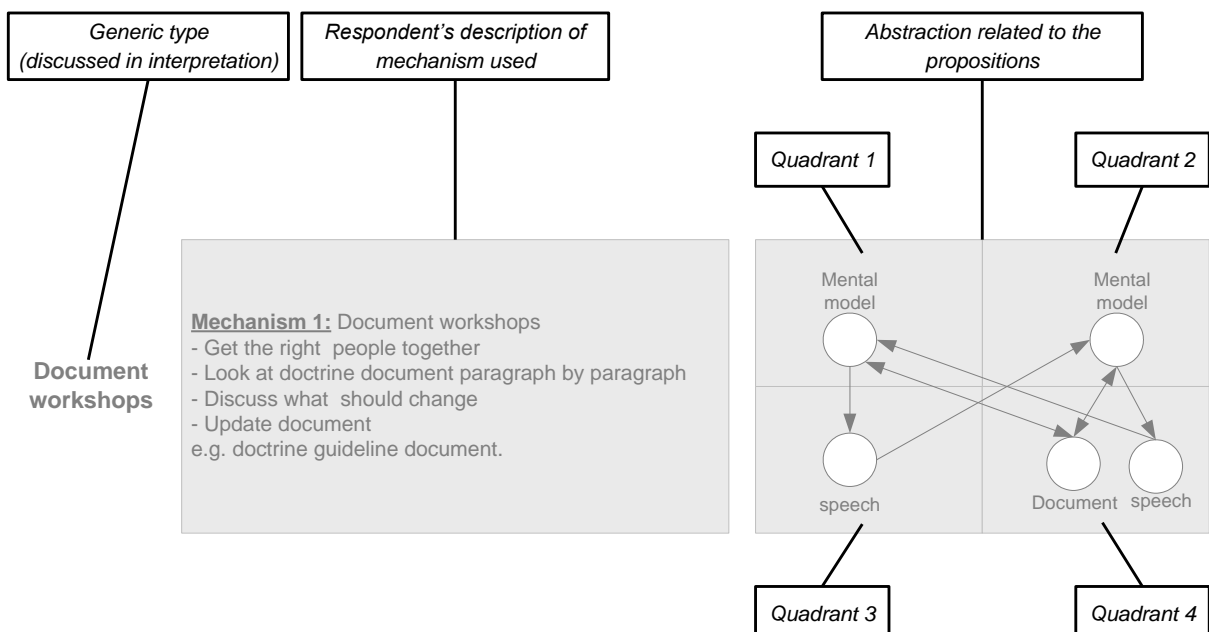 Generic type
(discussed in interpretation)
Respondent's description of
mechanism used
Abstraction related to the
propositions
Quadrant 1
Quadrant 2
Document
workshops
Mechanism 1: Document workshops
- Get the right  people together
- Look at doctrine document paragraph by paragraph
- Discuss what  should change
- Update document
e.g. doctrine guideline document.
Mental
model
Mental
model
speech
Document
speech
Quadrant 3
Quadrant 4